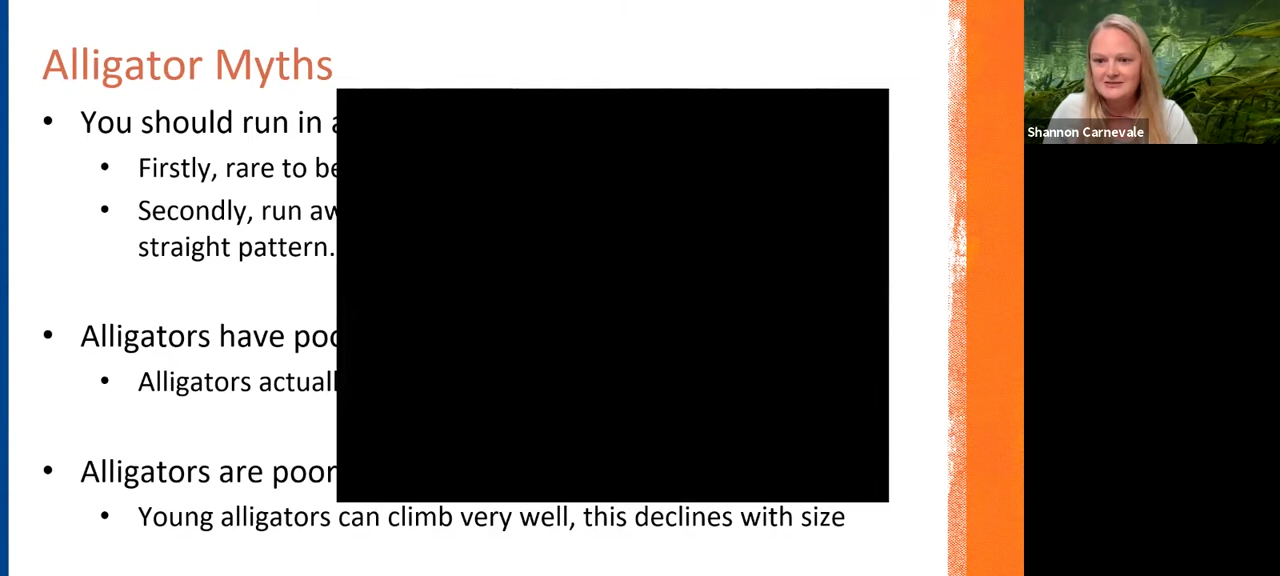 Alligator Myths
• You should run in a
• Firstly, rare to be
• Secondly, run aw
straight pattern.
• Alligators have poo
• Alligators actuall
• Alligators are poor
• Young alligators can climb very well, this declines with size
Shannon Carnevale